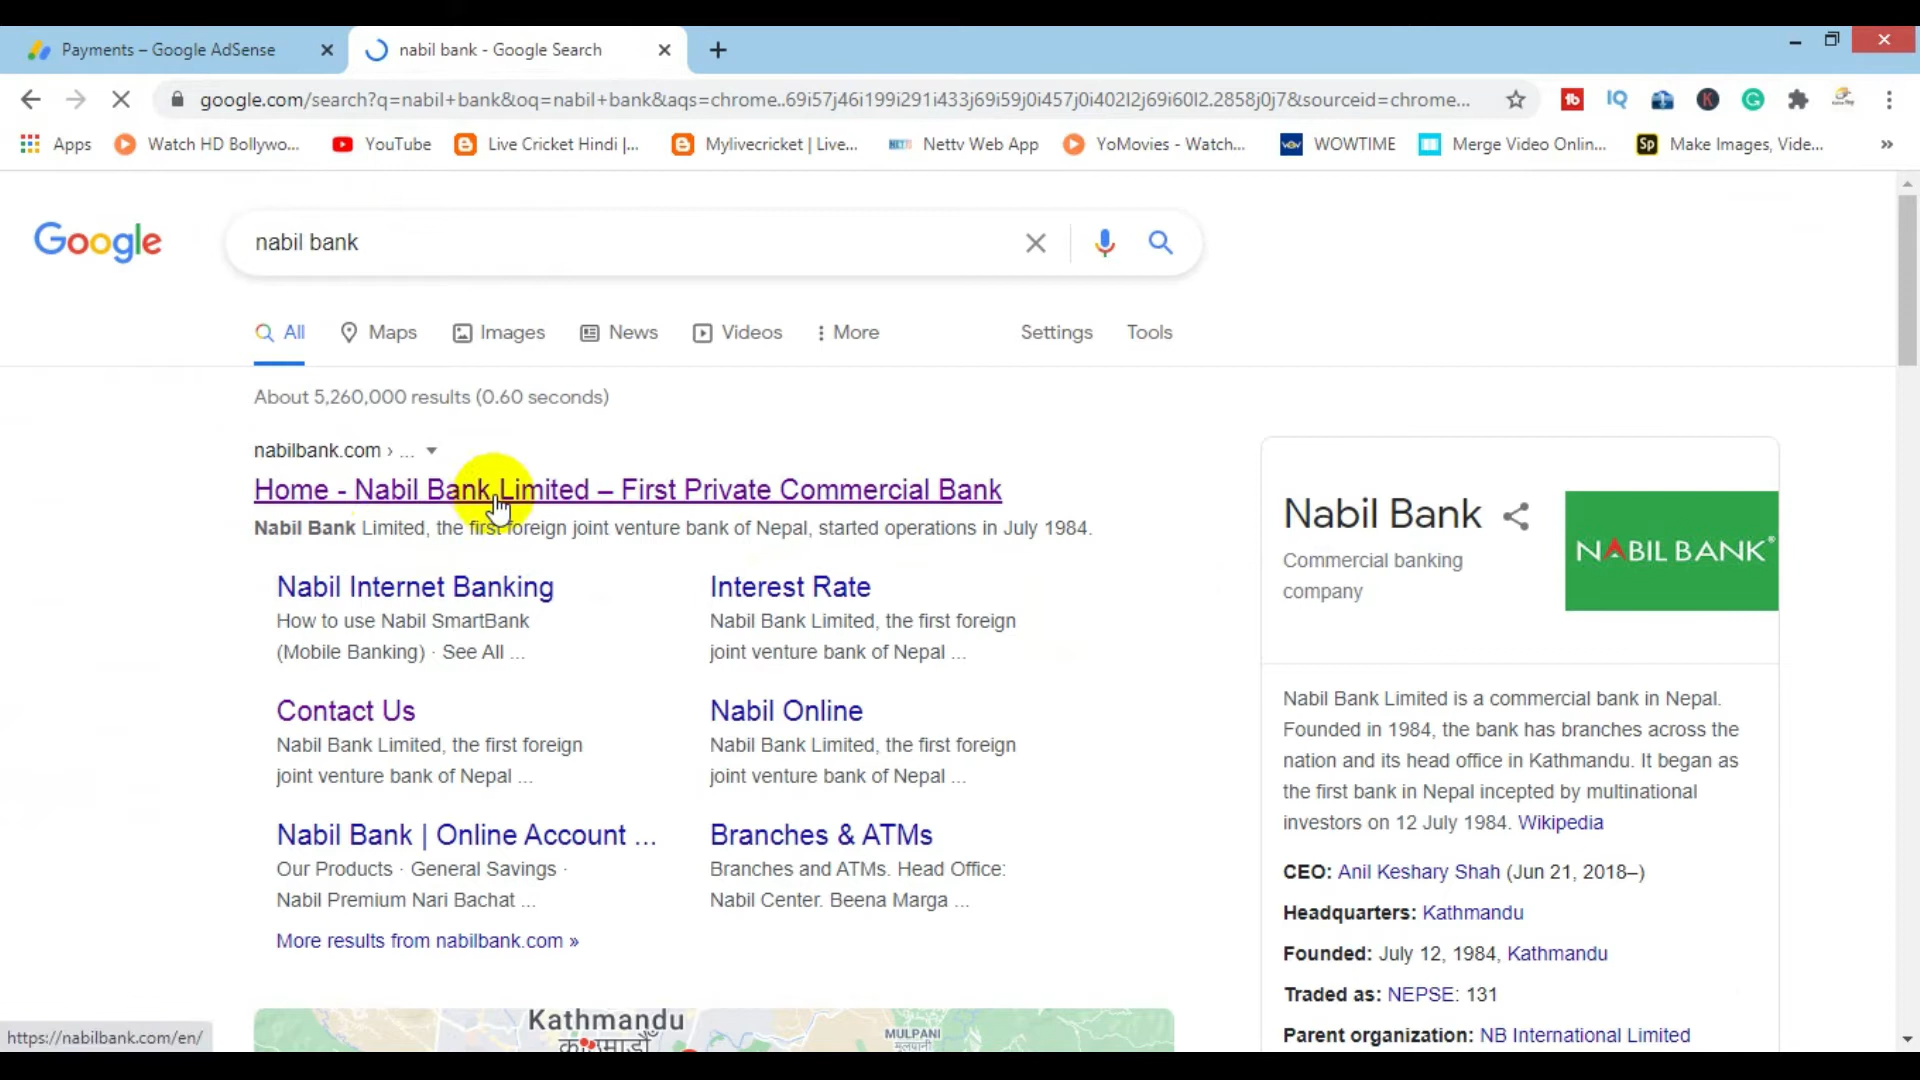 Payments – Google AdSense
nabil bank - Google Search
google.com/search?q=nabil+bank&oq=nabil+bank&aqs=chrome..69i57j46i199i291i433j69i59j0i457j0i402l2j69i60l2.2858j0j7&sourceid=chrome...
Apps
Watch HD Bollywo...
YouTube
Live Cricket Hindi |...
Mylivecricket | Live...
Nettv Web App
YoMovies - Watch...
WOWTIME
Merge Video Onlin...
Sp
Make Images, Vide...
»
Google
nabil bank
All
Maps
Images
News
Videos
More
Settings
Tools
About 5,260,000 results (0.60 seconds)
nabilbank.com › ...
Home - Nabil Bank Limited – First Private Commercial Bank
Nabil Bank Limited, the first foreign joint venture bank of Nepal, started operations in July 1984.
Nabil Internet Banking
How to use Nabil SmartBank
(Mobile Banking) · See All ...
Interest Rate
Nabil Bank Limited, the first foreign
joint venture bank of Nepal ...
Contact Us
Nabil Bank Limited, the first foreign
joint venture bank of Nepal ...
Nabil Online
Nabil Bank Limited, the first foreign
joint venture bank of Nepal ...
Nabil Bank | Online Account ...
Our Products · General Savings ·
Nabil Premium Nari Bachat ...
Branches & ATMs
Branches and ATMs. Head Office:
Nabil Center. Beena Marga ...
More results from nabilbank.com »
Kathmandu
MULPANI
मूलपानी
Nabil Bank
Commercial banking
company
NABIL BANK
Nabil Bank Limited is a commercial bank in Nepal.
Founded in 1984, the bank has branches across the
nation and its head office in Kathmandu. It began as
the first bank in Nepal incepted by multinational
investors on 12 July 1984. Wikipedia
CEO: Anil Keshary Shah (Jun 21, 2018–)
Headquarters: Kathmandu
Founded: July 12, 1984, Kathmandu
Traded as: NEPSE: 131
Parent organization: NB International Limited
https://nabilbank.com/en/